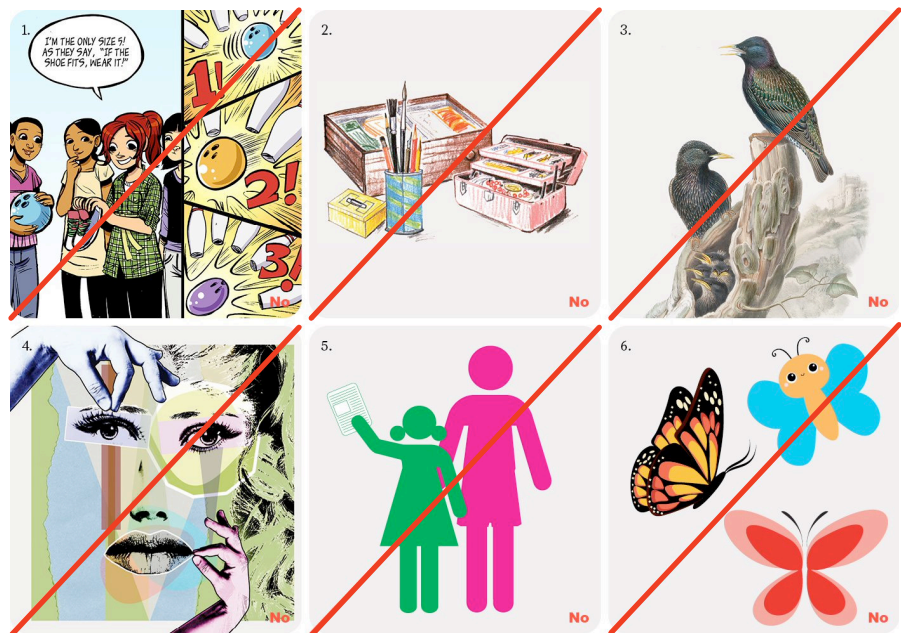 1.
I'M THE ONLY SIZE 5!
AS THEY SAY, "IF THE
SHOE FITS, WEAR IT!"
1!
2!
3!
No
2.
No
3.
No
4.
No
5.
No
6.
No